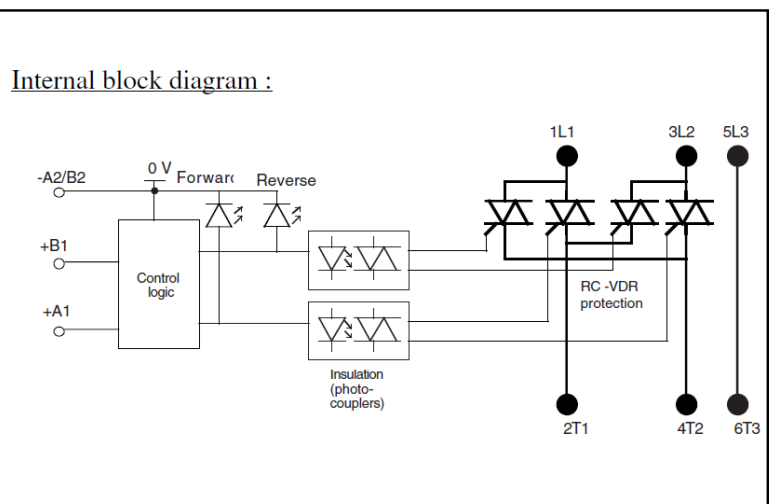 Internal block diagram :
1L1 3L2 5L3
-A2/B2 0 V Forward Reverse
+B1
Control
logic
+A1
RC -VDR
protection
Insulation
(photo-
couplers)
2T1 4T2 6T3